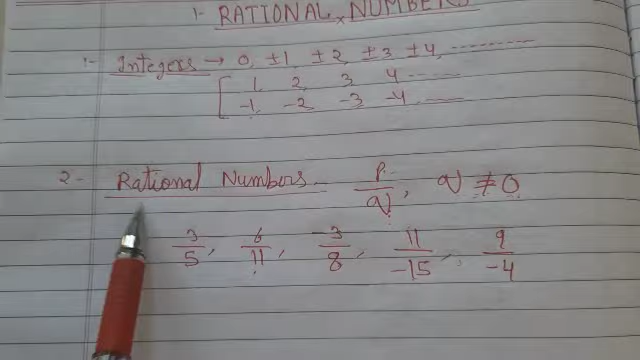 1- RATIONAL NUMBERS
1- Integers → 0, ±1, ±2, ±3 ±4, ----------
1, 2, 3, 4 -----
-1, -2 -3 -4, ----
2- Rational Numbers - p/q, q ≠ 0
3/5, 6/11, -3/8, 11/-15, 9/-4